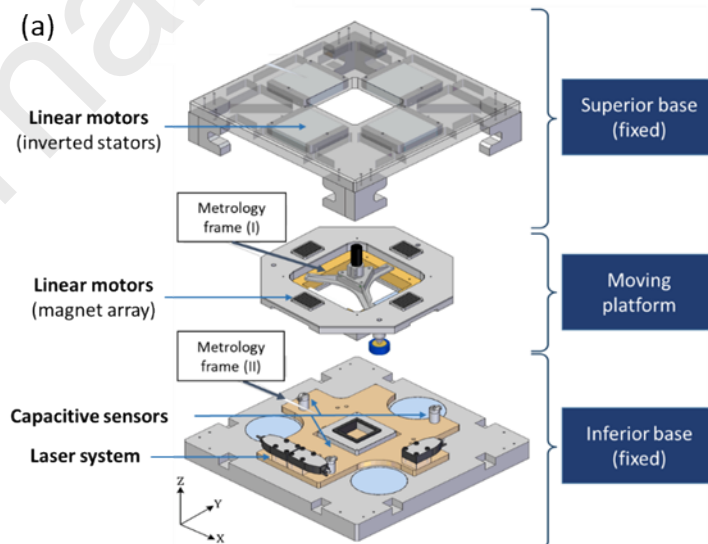 (a)
Linear motors
(inverted stators)
Superior base
(fixed)
Metrology
frame (I)
Linear motors
(magnet array)
Moving
platform
Metrology
frame (II)
Capacitive sensors
Laser system
Inferior base
(fixed)
Z
Y
X